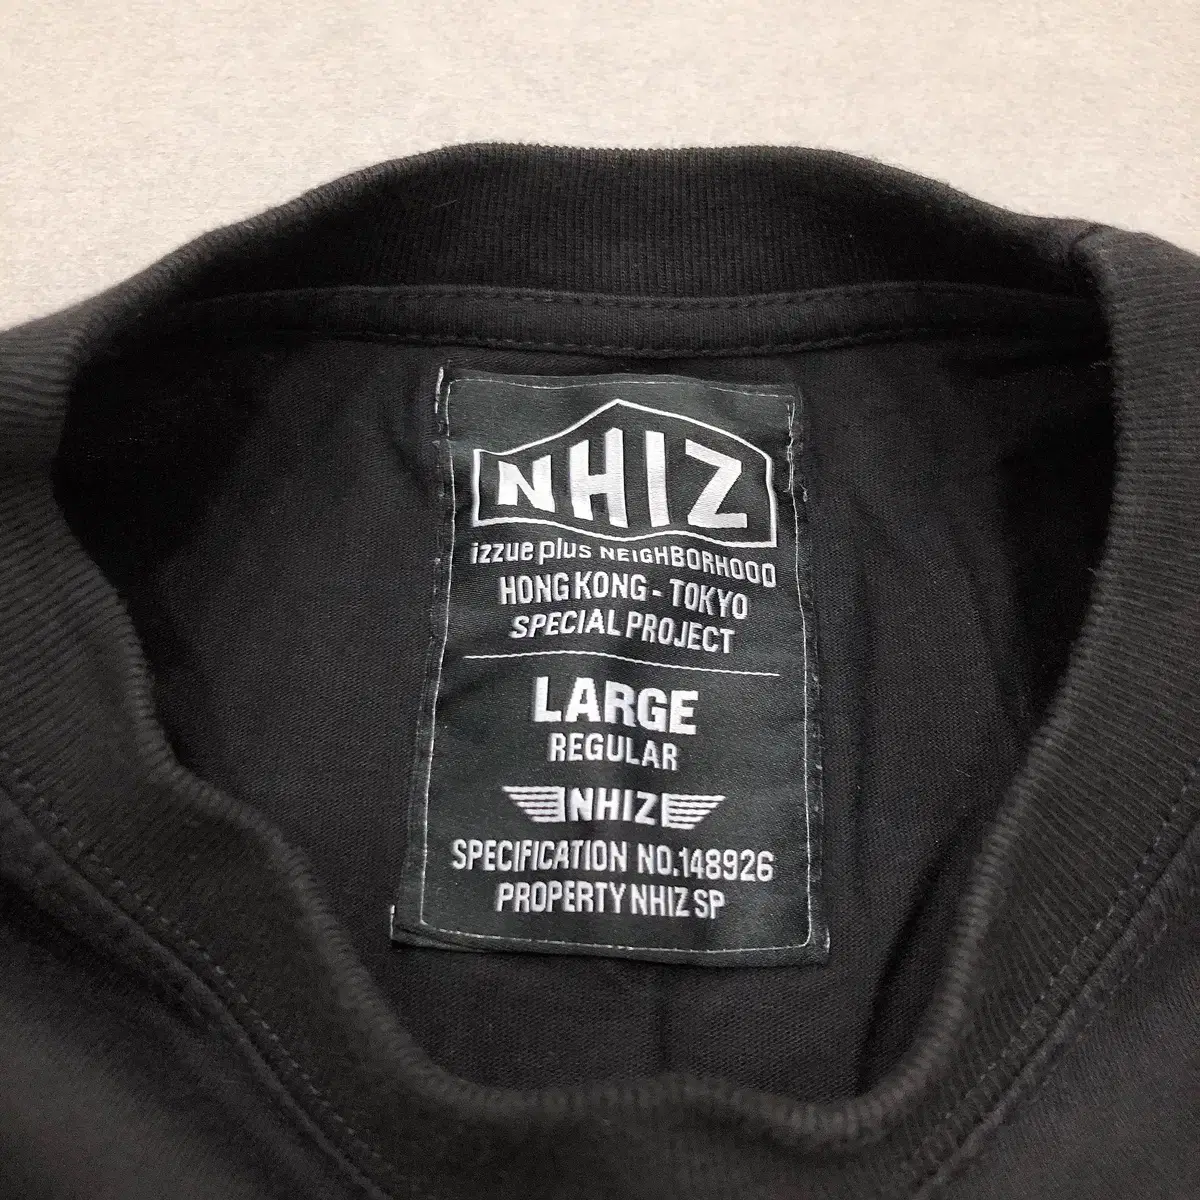 NHIZ
izzue plus NEIGHBORHOOD
HONG KONG - TOKYO
SPECIAL PROJECT
LARGE
REGULAR
NHIZ
SPECIFICATION NO.148926
PROPERTY NHIZ SP